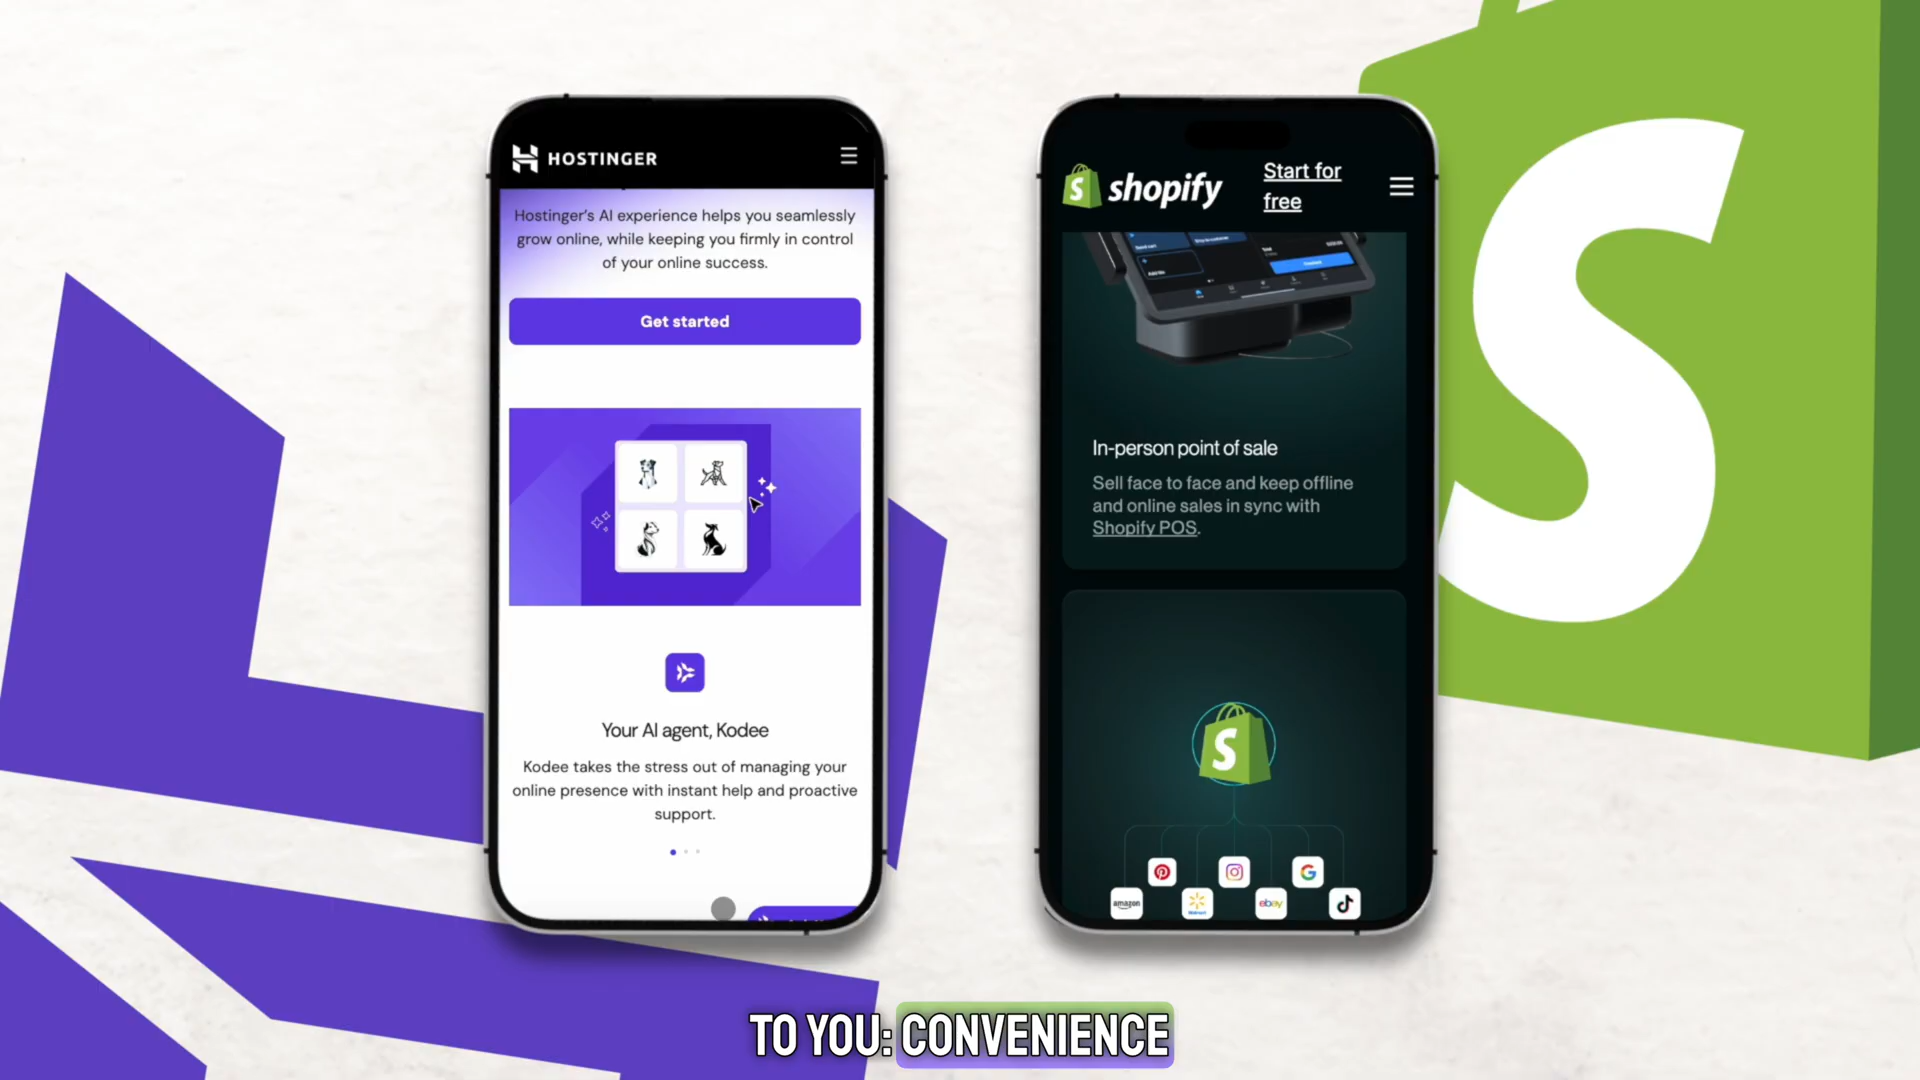 HOSTINGER
Hostinger's AI experience helps you seamlessly
grow online, while keeping you firmly in control
of your online success.
Get started
Your AI agent, Kodee
Kodee takes the stress out of managing your
online presence with instant help and proactive
support.
shopify
Start for
free
In-person point of sale
Sell face to face and keep offline
and online sales in sync with
Shopify POS.
amazon
Walmart
ebay
TO YOU: CONVENIENCE